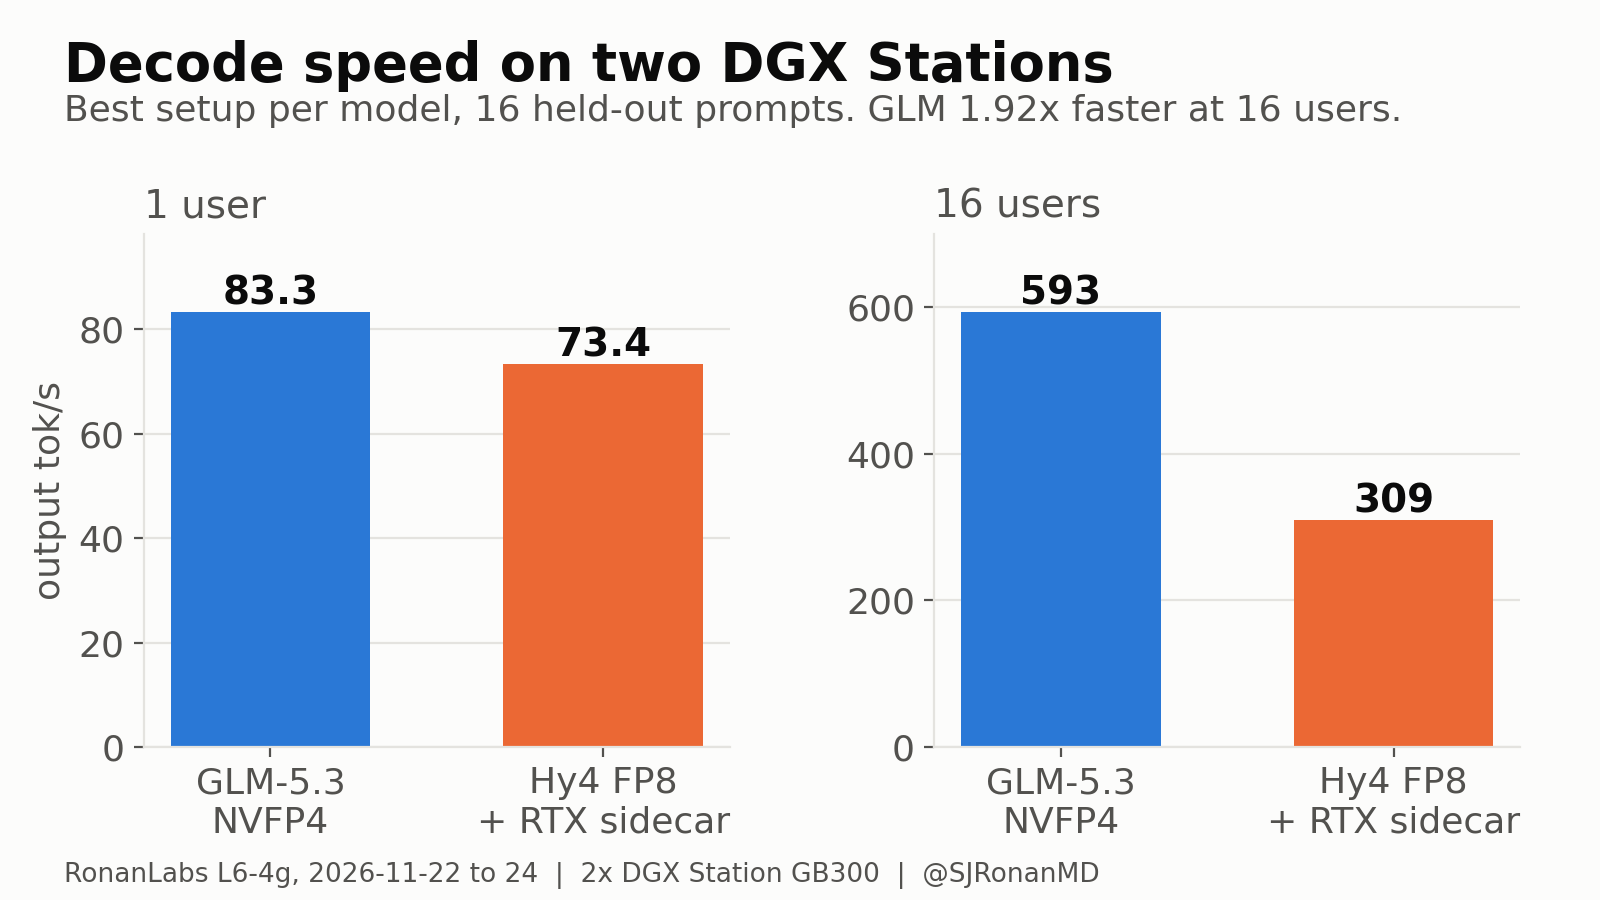 Decode speed on two DGX Stations
Best setup per model, 16 held-out prompts. GLM 1.92x faster at 16 users.
1 user
output tok/s
80
60
40
20
0
83.3
73.4
GLM-5.3
NVFP4
Hy4 FP8
+ RTX sidecar
16 users
600
400
200
0
593
309
GLM-5.3
NVFP4
Hy4 FP8
+ RTX sidecar
RonanLabs L6-4g, 2026-11-22 to 24 | 2x DGX Station GB300 | @SJRonanMD